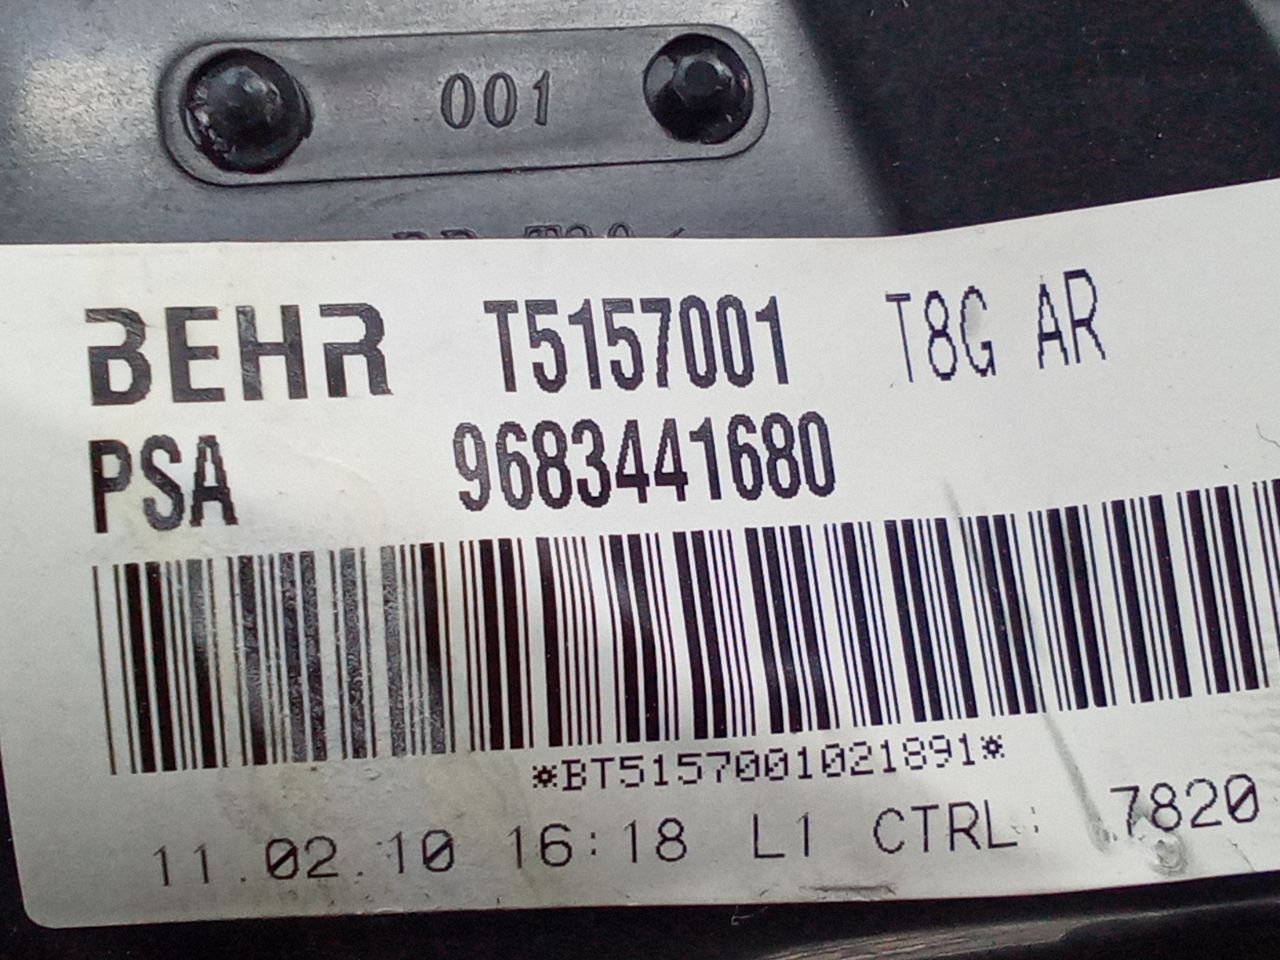 001
BEHR T5157001 T8G AR
PSA 9683441680
*BT5157001021891*
11.02.10 16:18 L1 CTRL: 7820